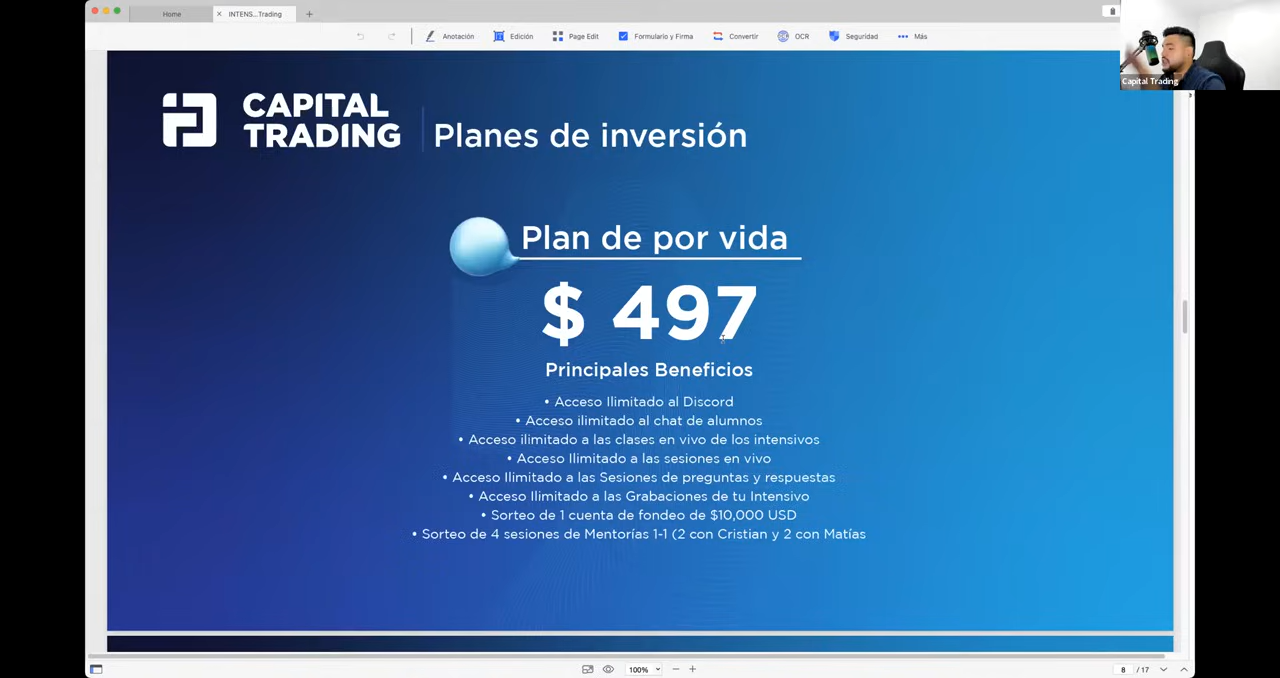 Home
INTENS...Trading
Anotación
Edición
Page Edit
Formulario y Firma
Convertir
OCR
Seguridad
Más
Capital Trading
CAPITAL
TRADING
Planes de inversión
Plan de por vida
$ 497
Principales Beneficios
• Acceso Ilimitado al Discord
• Acceso ilimitado al chat de alumnos
• Acceso ilimitado a las clases en vivo de los intensivos
• Acceso Ilimitado a las sesiones en vivo
• Acceso Ilimitado a las Sesiones de preguntas y respuestas
• Acceso Ilimitado a las Grabaciones de tu Intensivo
• Sorteo de 1 cuenta de fondeo de $10,000 USD
• Sorteo de 4 sesiones de Mentorías 1-1 (2 con Cristian y 2 con Matías
100%
8 / 17